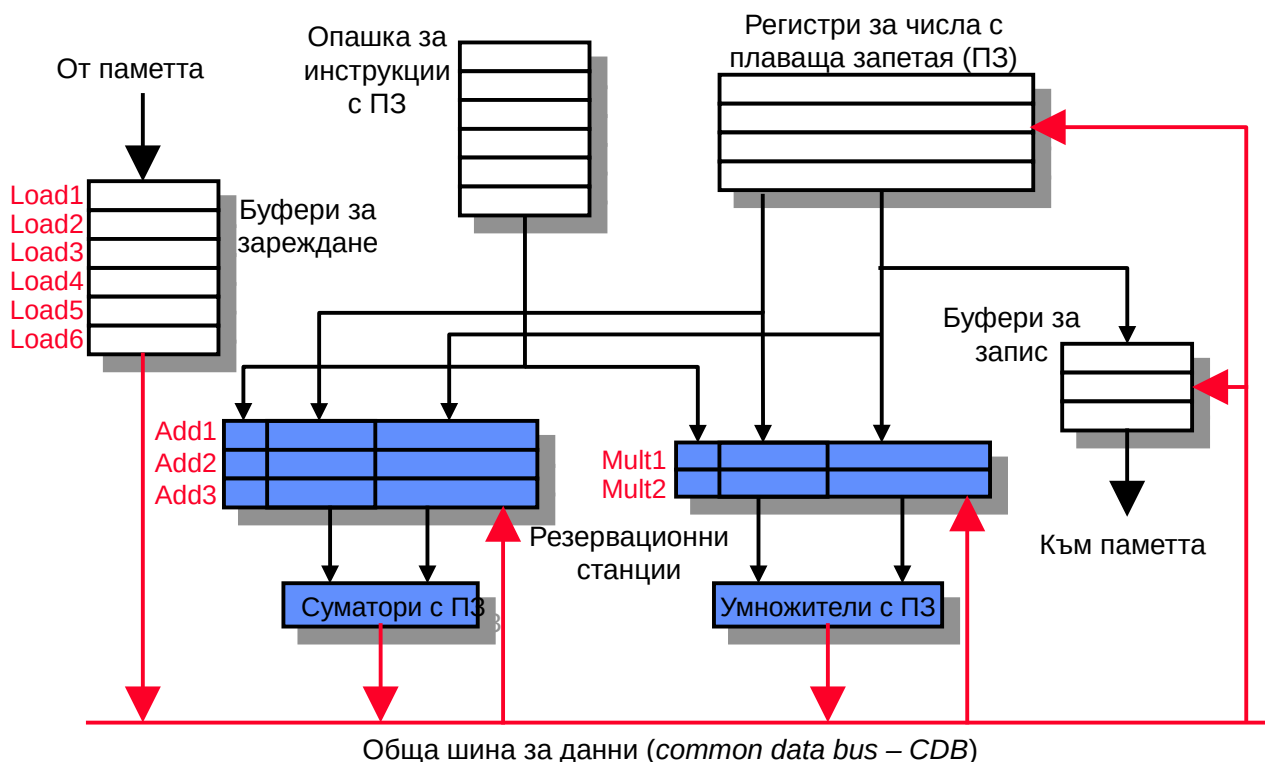 Опашка за
инструкции
с ПЗ
Регистри за числа с
плаваща запетая (ПЗ)
От паметта
Load1
Load2
Load3
Load4
Load5
Load6
Буфери за
зареждане
Буфери за
запис
Add1
Add2
Add3
Mult1
Mult2
Резервационни
станции
Към паметта
Суматори с ПЗ
Умножители с ПЗ
Обща шина за данни (common data bus – CDB)